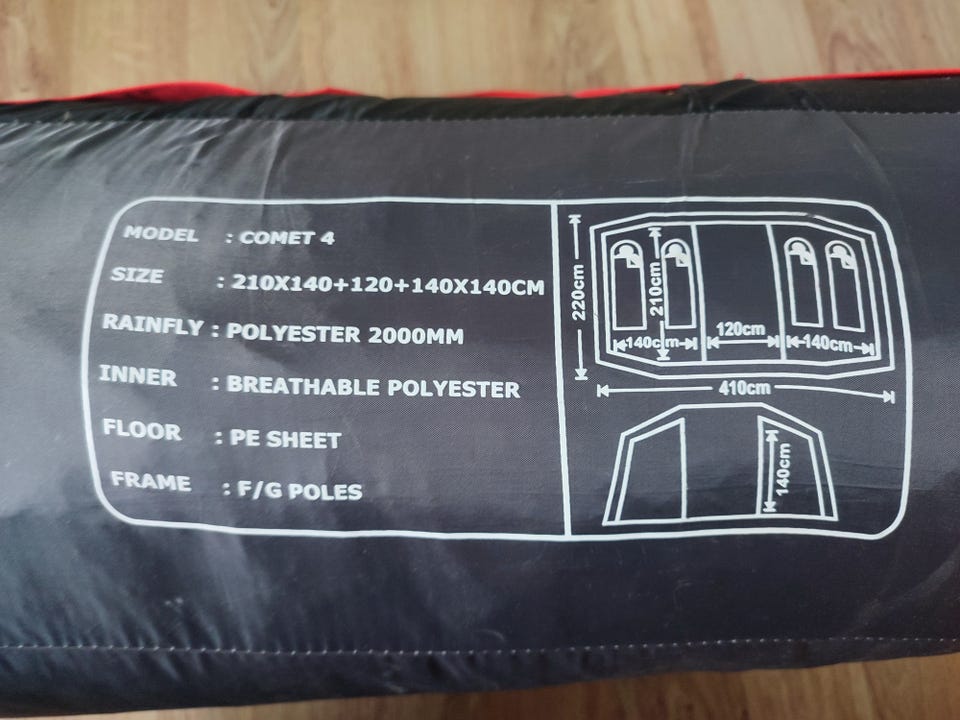 MODEL : COMET 4
SIZE : 210X140+120+140X140CM
RAINFLY : POLYESTER 2000MM
INNER : BREATHABLE POLYESTER
FLOOR : PE SHEET
FRAME : F/G POLES
220cm
210cm
120cm
140cm
140cm
410cm
140cm